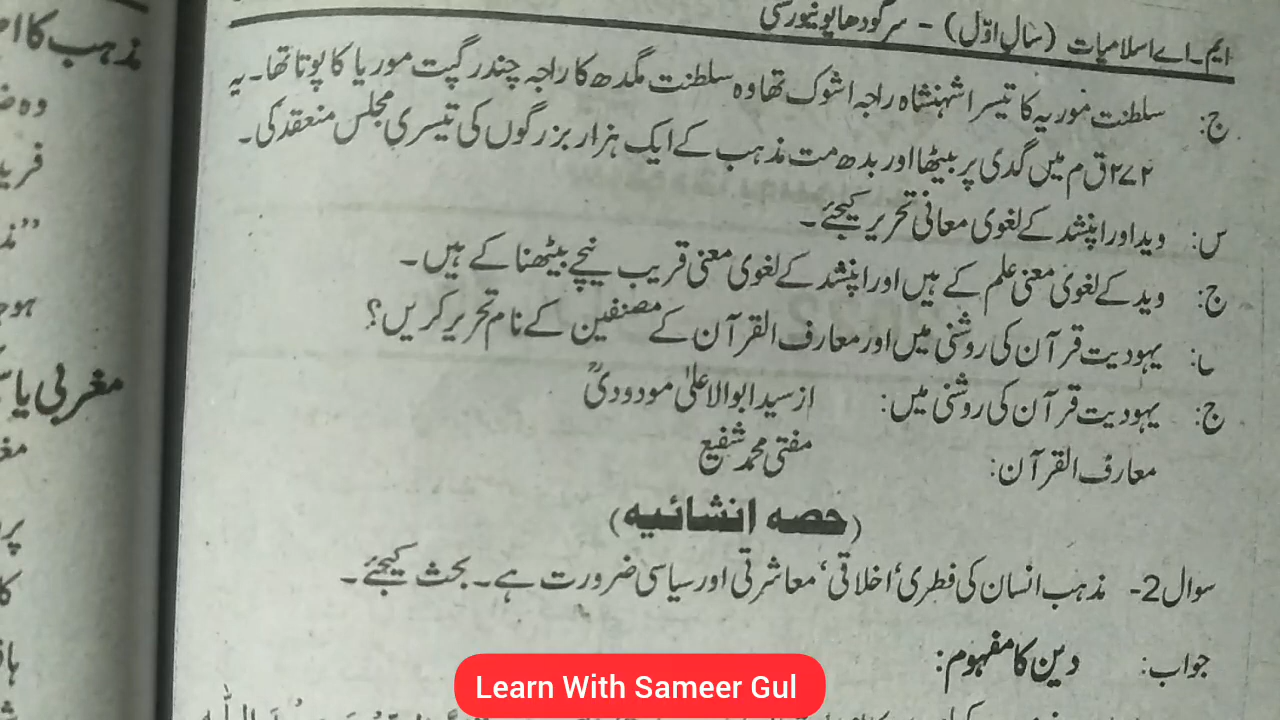 ایم۔اے اسلامیات (سال اوّل) - سرگودھا یونیورسٹی
ج: سلطنت موریہ کا تیسرا شہنشاہ راجہ اشوک تھا وہ سلطنت مگدھ کا راجہ چندر گپت موریا کا پوتا تھا۔ یہ
۲۷۲ ق م میں گدی پر بیٹھا اور بدھ مت مذہب کے ایک ہزار بزرگوں کی تیسری مجلس منعقد کی۔
س: وید اور اپنشد کے لغوی معانی تحریر کیجئے۔
ج: وید کے لغوی معنی علم کے ہیں اور اپنشد کے لغوی معنی قریب نیچے بیٹھنا کے ہیں۔
یہودیت قرآن کی روشنی میں اور معارف القرآن کے مصنفین کے نام تحریر کریں؟
ج: یہودیت قرآن کی روشنی میں: از سید ابوالاعلیٰ مودودیؒ
معارف القرآن: مفتی محمد شفیع
(حصہ انشائیہ)
سوال 2- مذہب انسان کی فطری‘ اخلاقی‘ معاشرتی اور سیاسی ضرورت ہے۔ بحث کیجئے۔
جواب: دین کا مفہوم:
مذہب کا
وہ
مغربی
Learn With Sameer Gul